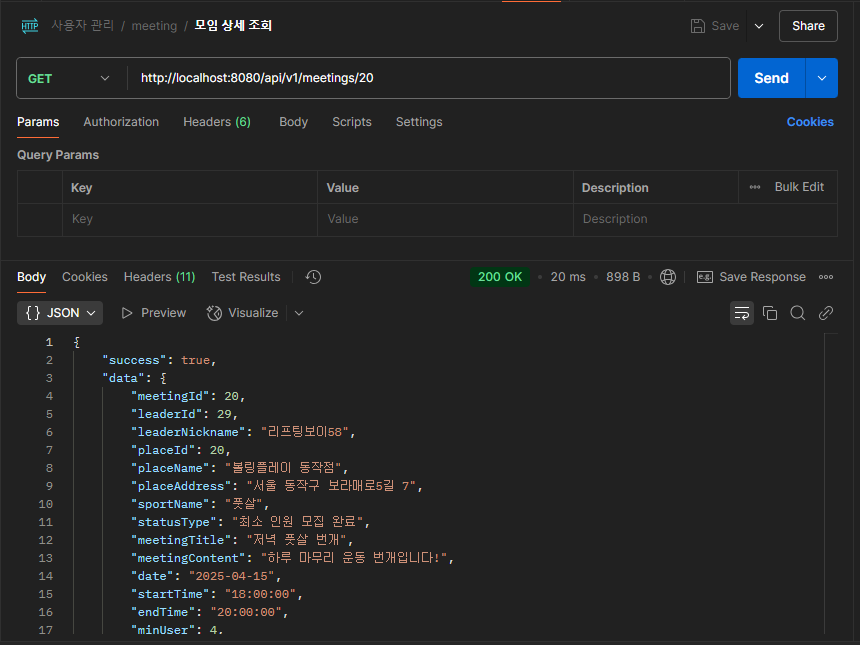 HTTP 사용자 관리 / meeting / 모임 상세 조회 Save Share
GET http://localhost:8080/api/v1/meetings/20 Send
Params Authorization Headers (6) Body Scripts Settings Cookies
Query Params
Key Value Description Bulk Edit
Key Value Description
Body Cookies Headers (11) Test Results 200 OK 20 ms 898 B e.g. Save Response
{} JSON Preview Visualize
1 {
2 "success": true,
3 "data": {
4 "meetingId": 20,
5 "leaderId": 29,
6 "leaderNickname": "리프팅보이58",
7 "placeId": 20,
8 "placeName": "볼링플레이 동작점",
9 "placeAddress": "서울 동작구 보라매로5길 7",
10 "sportName": "풋살",
11 "statusType": "최소 인원 모집 완료",
12 "meetingTitle": "저녁 풋살 번개",
13 "meetingContent": "하루 마무리 운동 번개입니다!",
14 "date": "2025-04-15",
15 "startTime": "18:00:00",
16 "endTime": "20:00:00",
17 "minUser": 4,